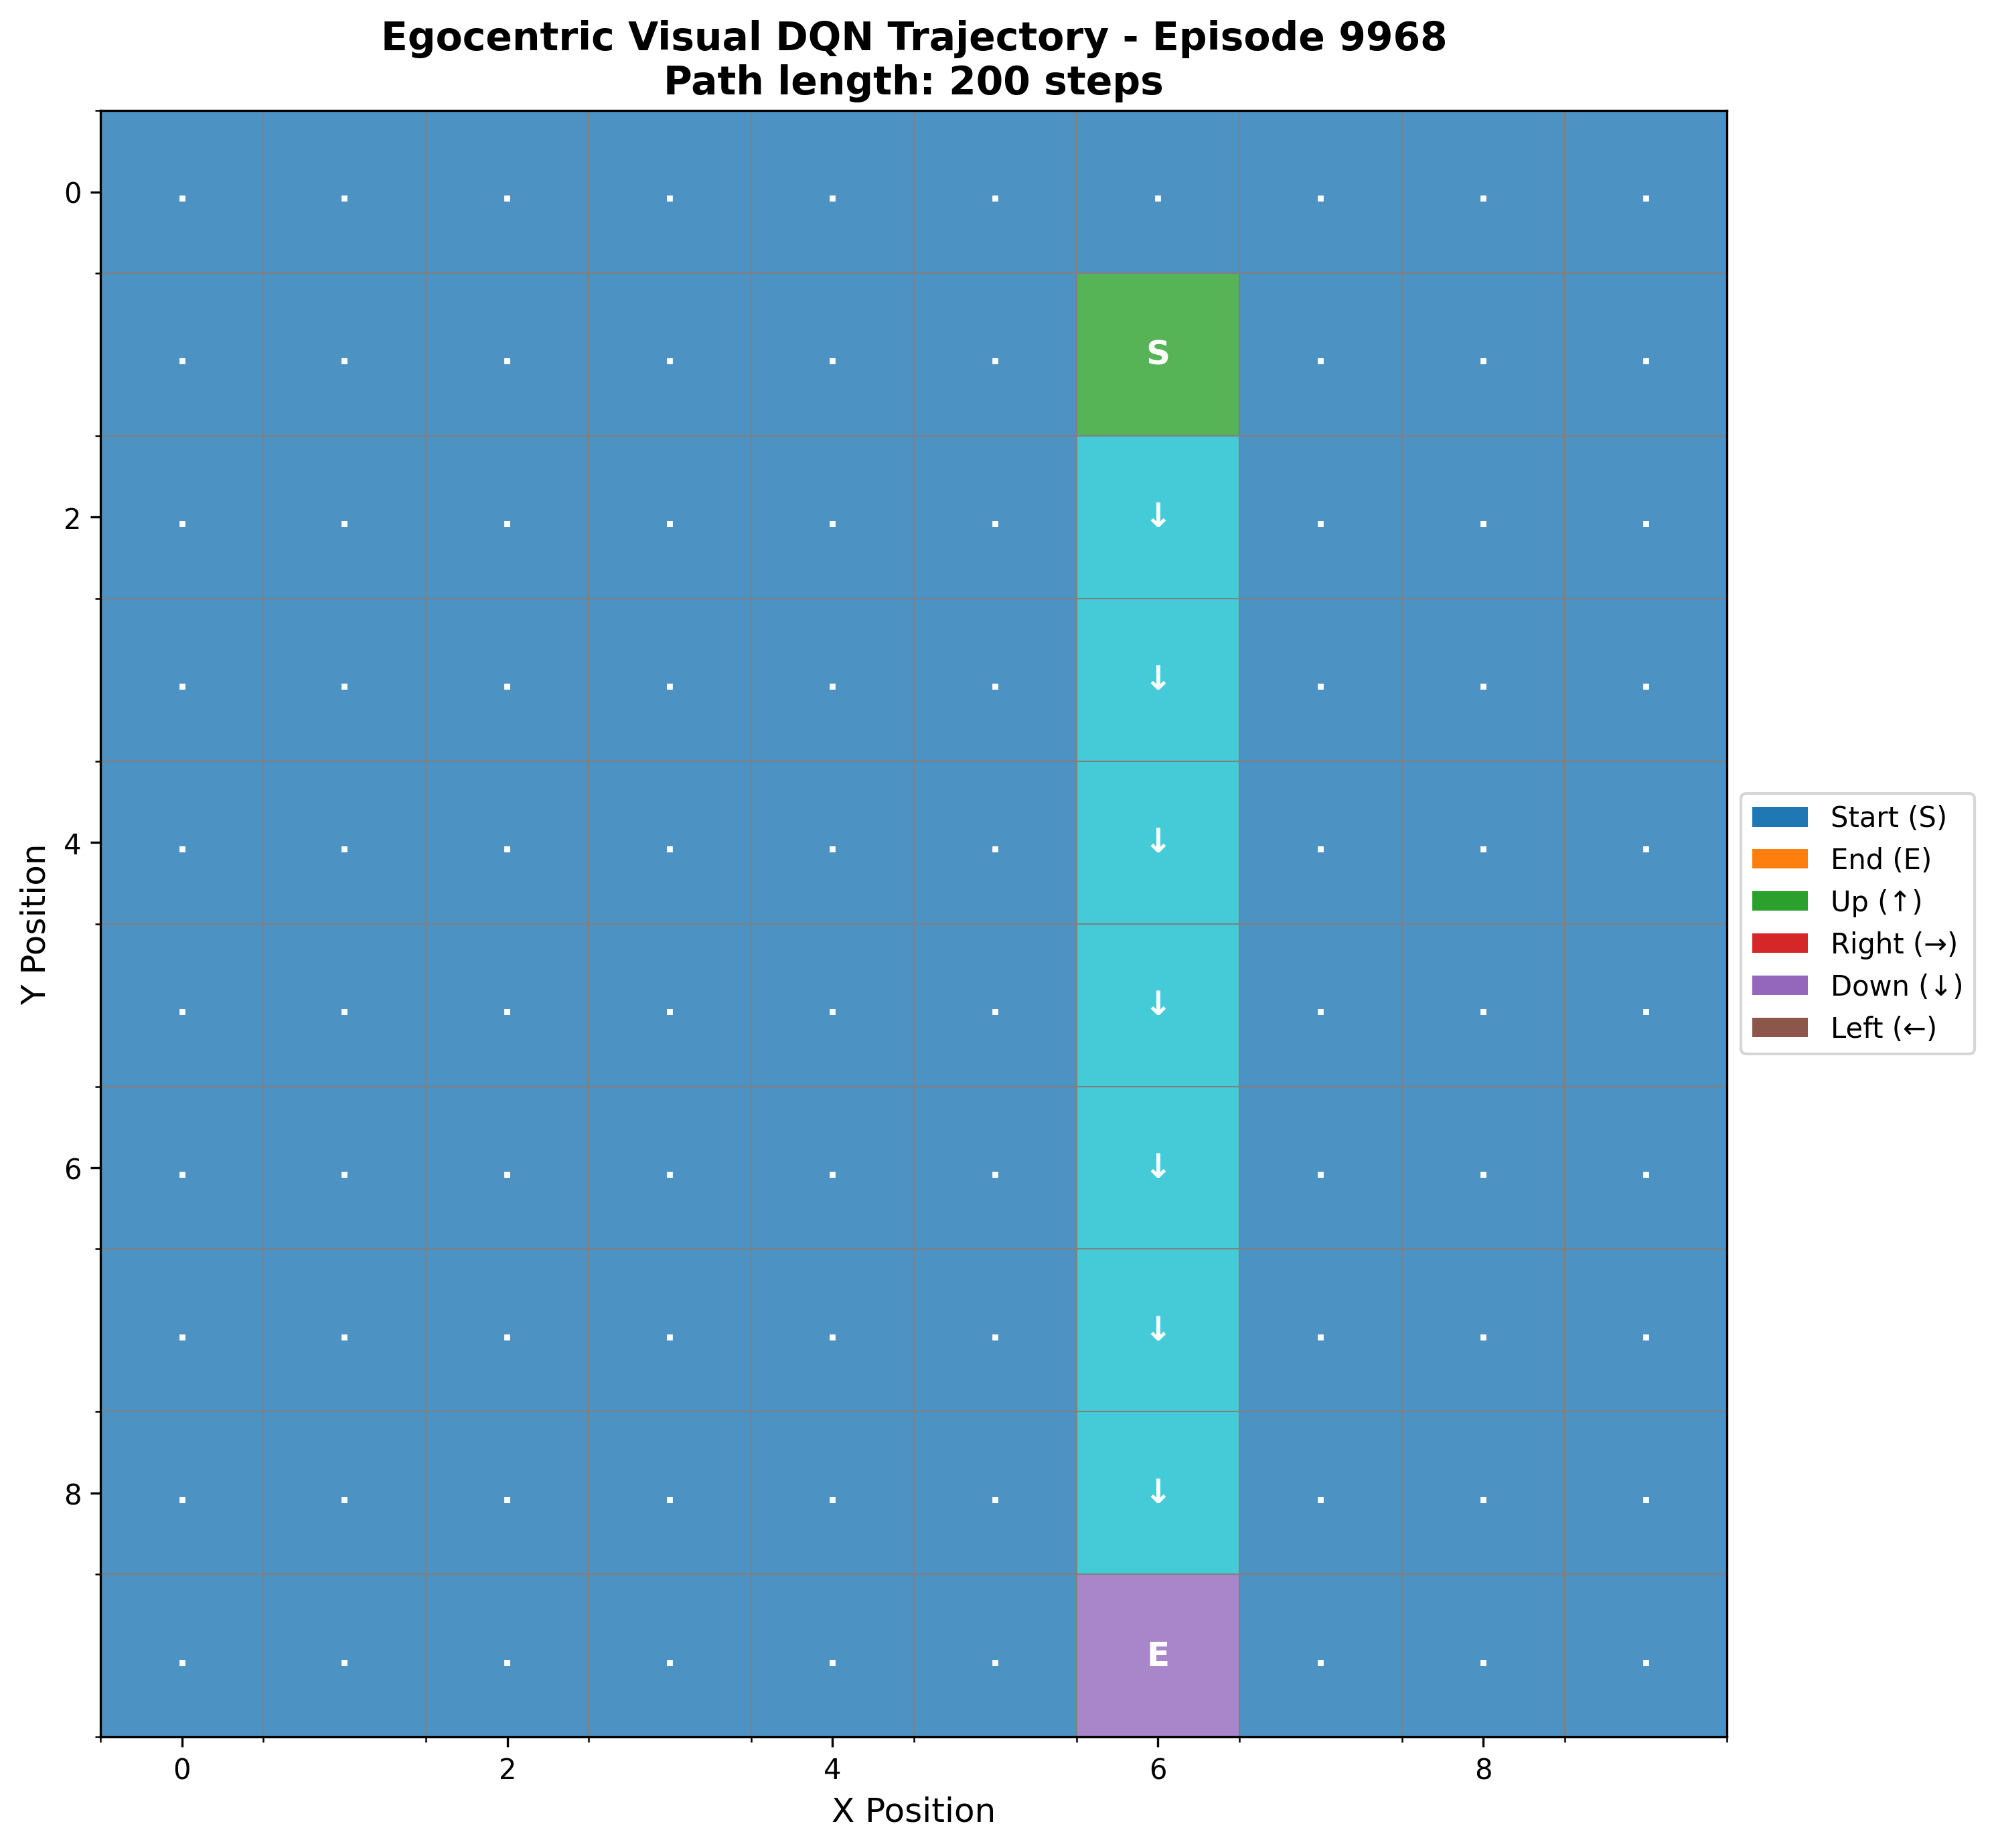 Egocentric Visual DQN Trajectory - Episode 9968
Path length: 200 steps
0
S
2
↓
↓
4
↓
↓
6
↓
↓
8
↓
E
0
2
4
6
8
X Position
Y Position
Start (S)
End (E)
Up (↑)
Right (→)
Down (↓)
Left (←)